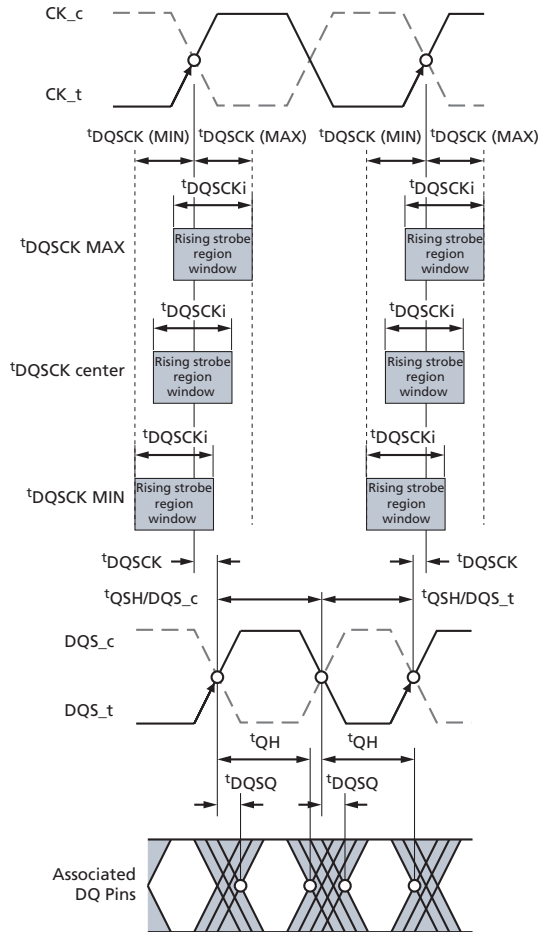 CK_c
CK_t
tDQSCK (MIN) tDQSCK (MAX) tDQSCK (MIN) tDQSCK (MAX)
tDQSCKi tDQSCKi
tDQSCK MAX
Rising strobe
region
window
Rising strobe
region
window
tDQSCKi tDQSCKi
tDQSCK center
Rising strobe
region
window
Rising strobe
region
window
tDQSCKi tDQSCKi
tDQSCK MIN
Rising strobe
region
window
Rising strobe
region
window
tDQSCK tDQSCK
tQSH/DQS_c tQSH/DQS_t
DQS_c
DQS_t
tQH tQH
tDQSQ tDQSQ
Associated
DQ Pins